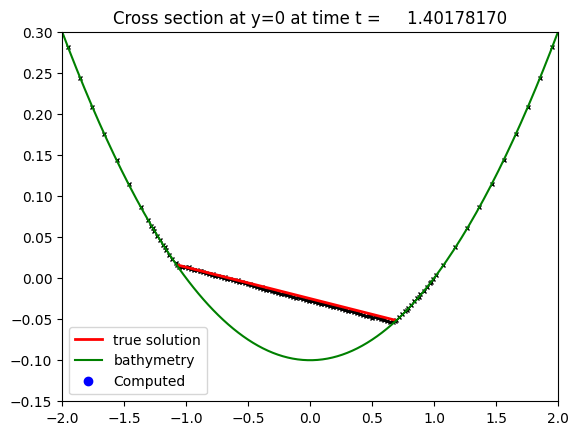 Cross section at y=0 at time t = 1.40178170
0.30
0.25
0.20
0.15
0.10
0.05
0.00
−0.05
−0.10
−0.15
true solution
bathymetry
Computed
−2.0 −1.5 −1.0 −0.5 0.0 0.5 1.0 1.5 2.0